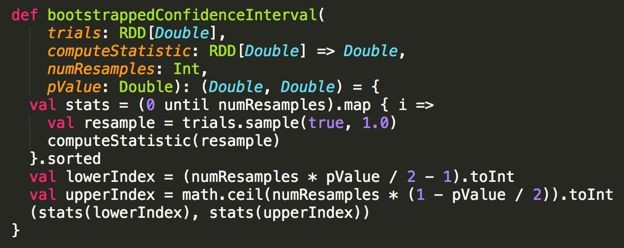 def bootstrappedConfidenceInterval(
    trials: RDD[Double],
    computeStatistic: RDD[Double] => Double,
    numResamples: Int,
    pValue: Double): (Double, Double) = {
  val stats = (0 until numResamples).map { i =>
    val resample = trials.sample(true, 1.0)
    computeStatistic(resample)
  }.sorted
  val lowerIndex = (numResamples * pValue / 2 - 1).toInt
  val upperIndex = math.ceil(numResamples * (1 - pValue / 2)).toInt
  (stats(lowerIndex), stats(upperIndex))
}